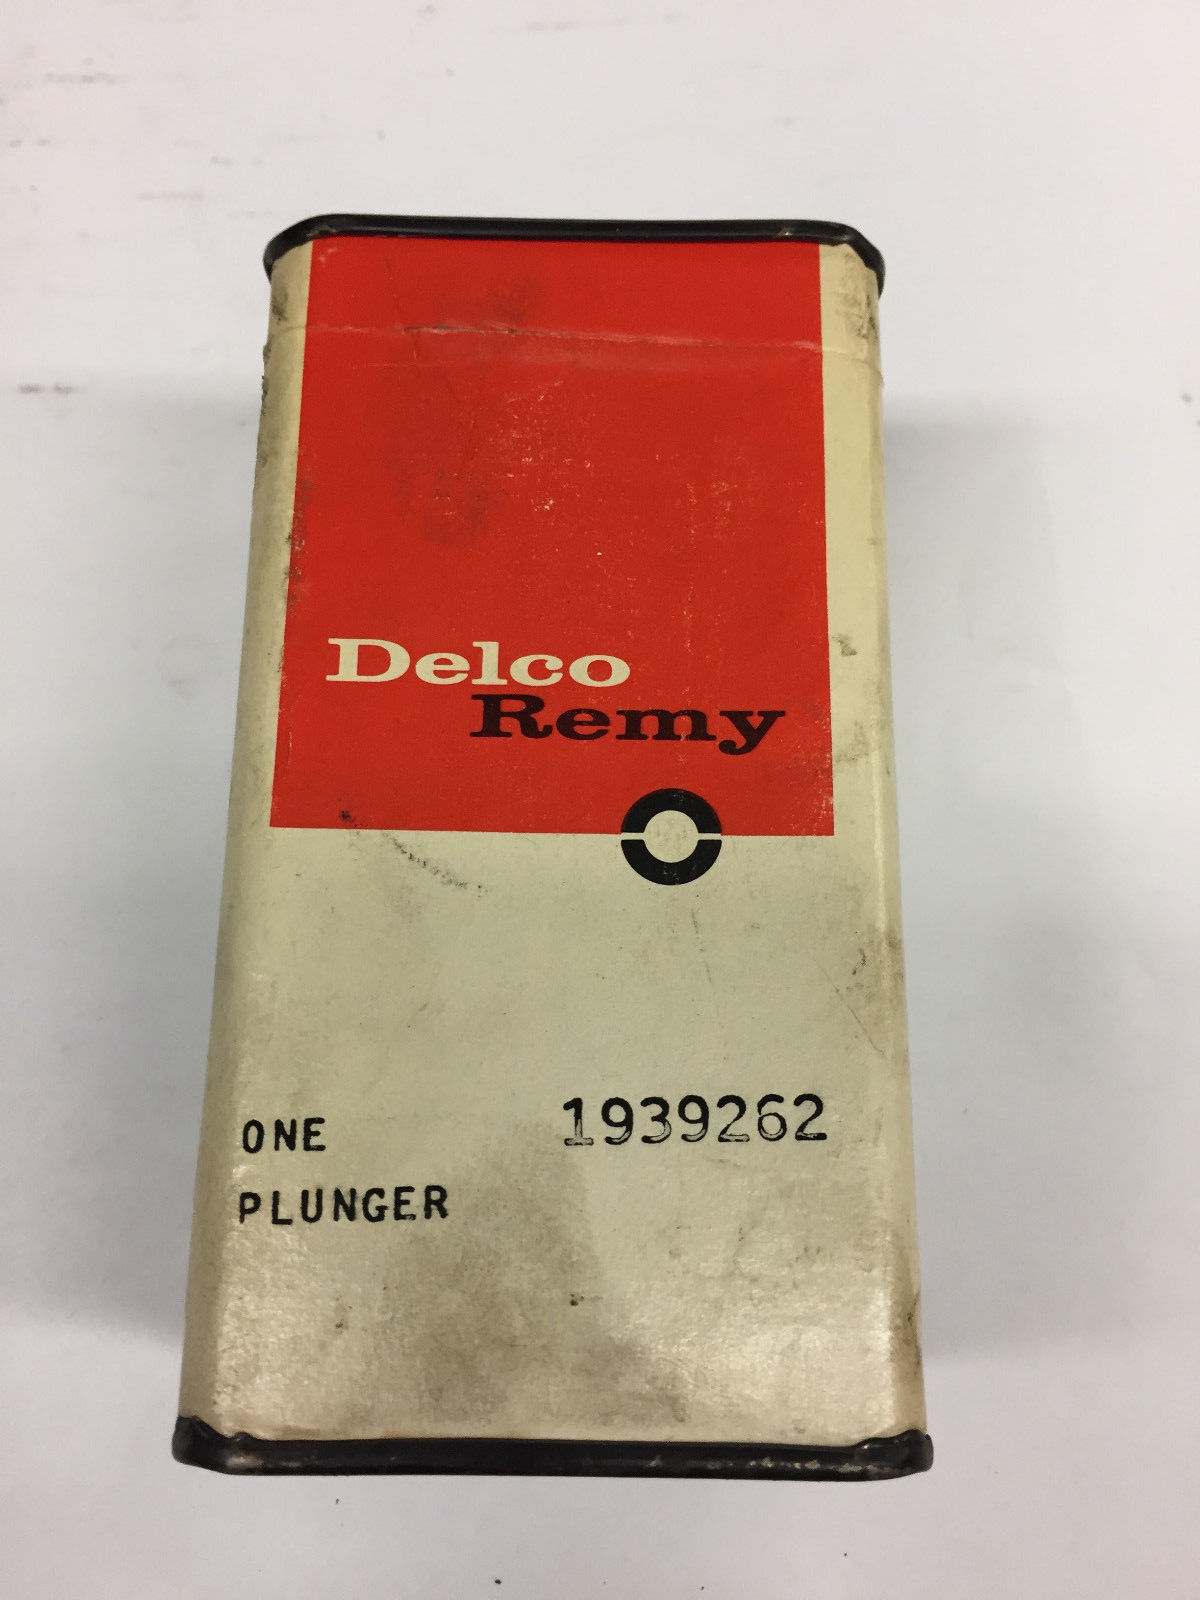 Delco
Remy
ONE 1939262
PLUNGER